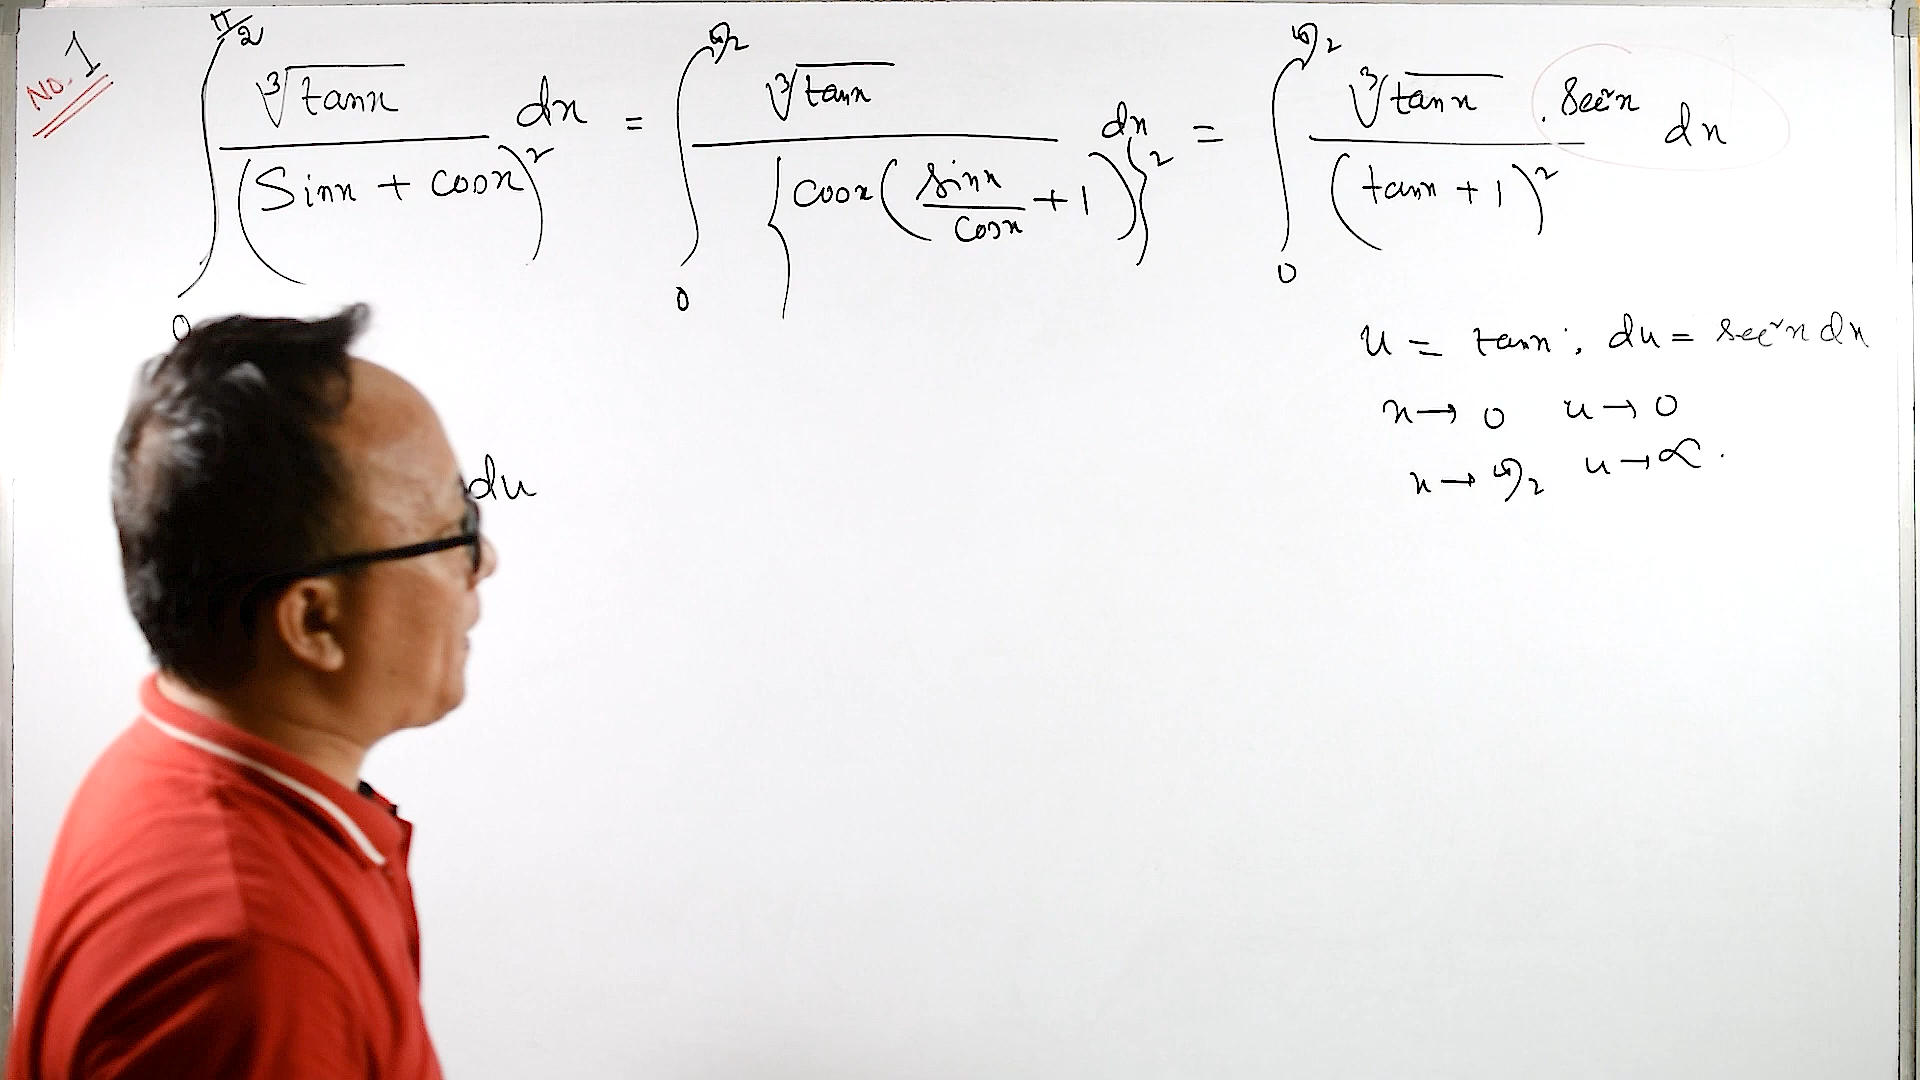 No. 1
∫₀^(π/2) ∛(tanx) / (Sinx + cosx)² dx = ∫₀^(π/2) ∛(tanx) / {cosx (sinx/cosx + 1)}² dx = ∫₀^(π/2) ∛(tanx) . Sec²x / (tanx + 1)² dx
u = tanx ; du = sec²x dx
x → 0 u → 0
x → π/2 u → ∞ .
du